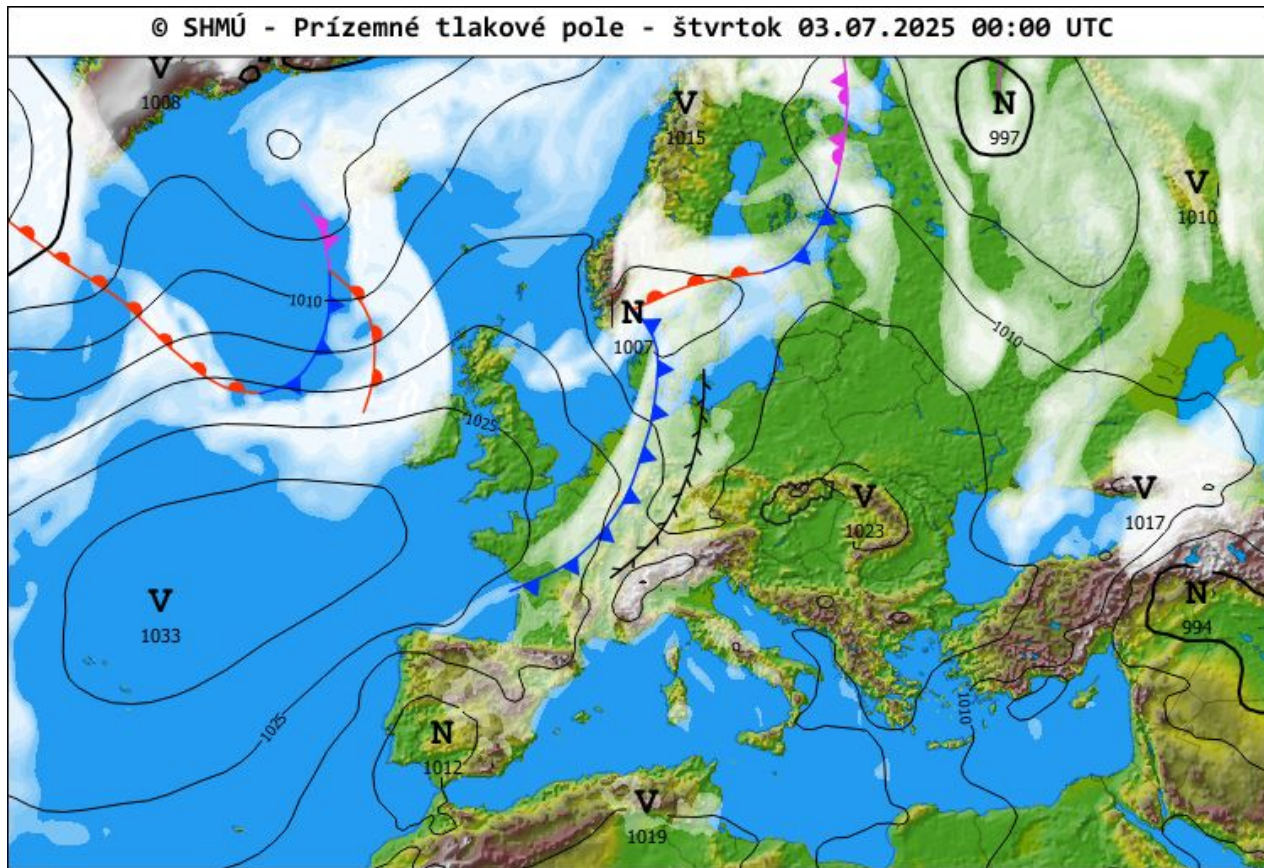 © SHMÚ - Prízemné tlakové pole - štvrtok 03.07.2025 00:00 UTC
V
1008
V
1015
N
997
V
1010
1010
N
1007
1010
1025
V
1023
V
1017
V
1033
N
994
1025
1010
N
1012
V
1019